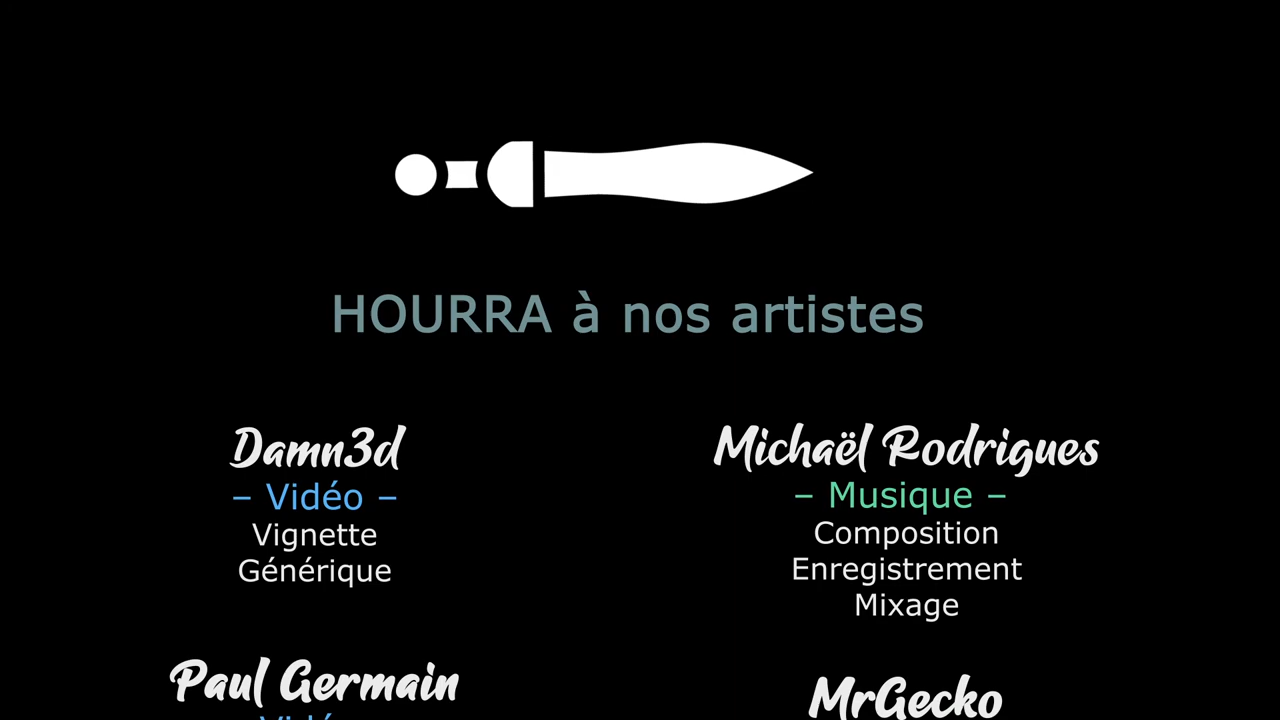 HOURRA à nos artistes
Damn3d
– Vidéo –
Vignette
Générique
Michaël Rodrigues
– Musique –
Composition
Enregistrement
Mixage
Paul Germain
MrGecko